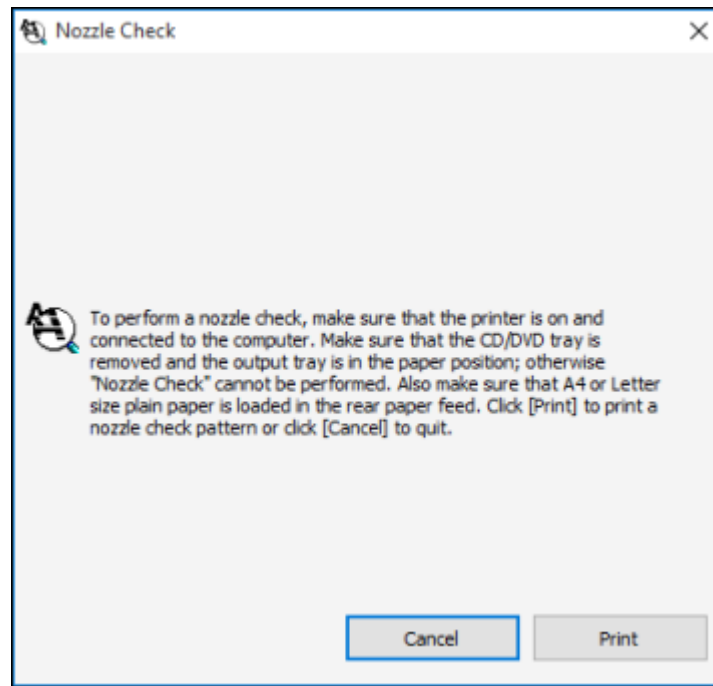 Nozzle Check
To perform a nozzle check, make sure that the printer is on and
connected to the computer. Make sure that the CD/DVD tray is
removed and the output tray is in the paper position; otherwise
"Nozzle Check" cannot be performed. Also make sure that A4 or Letter
size plain paper is loaded in the rear paper feed. Click [Print] to print a
nozzle check pattern or click [Cancel] to quit.
Cancel Print